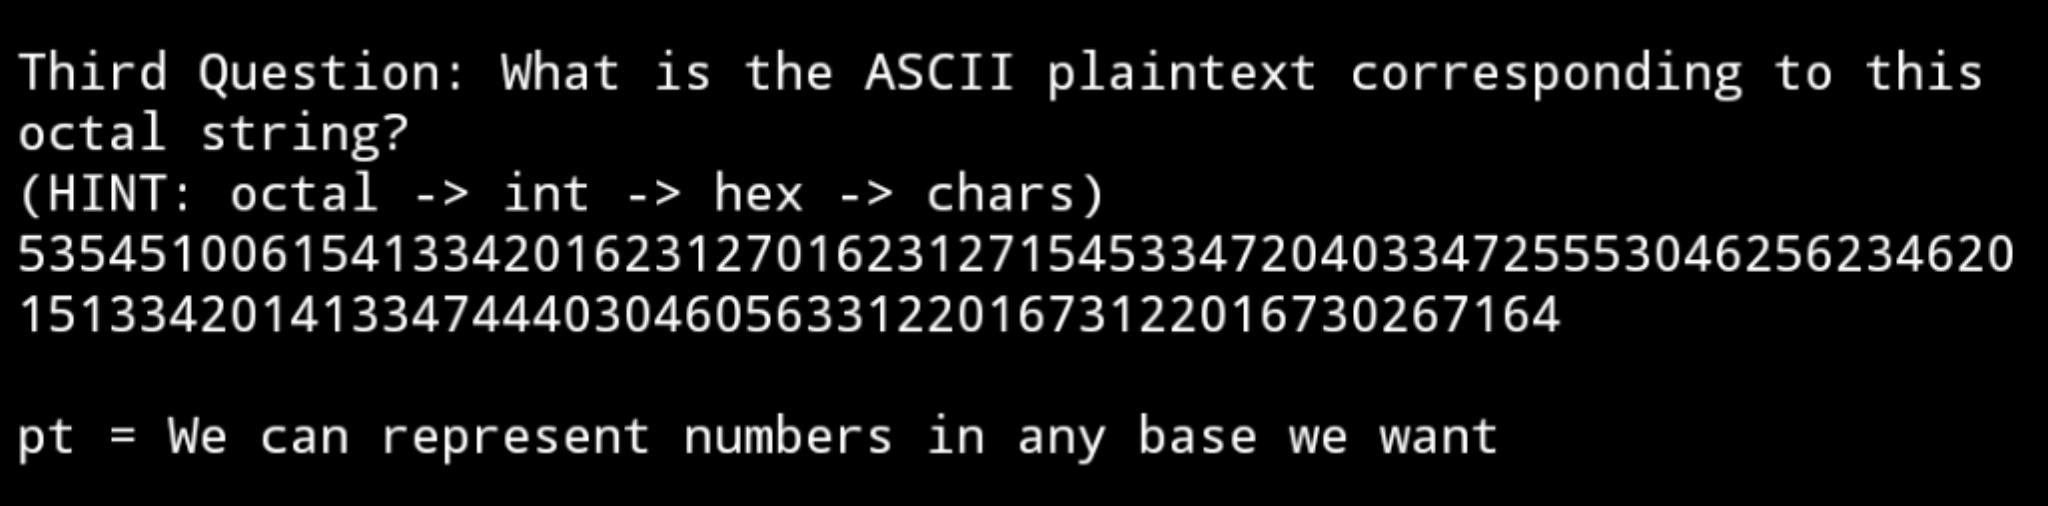 Third Question: What is the ASCII plaintext corresponding to this
octal string?
(HINT: octal -> int -> hex -> chars)
535451006154133420162312701623127154533472040334725553046256234620
151334201413347444030460563312201673122016730267164
pt = We can represent numbers in any base we want